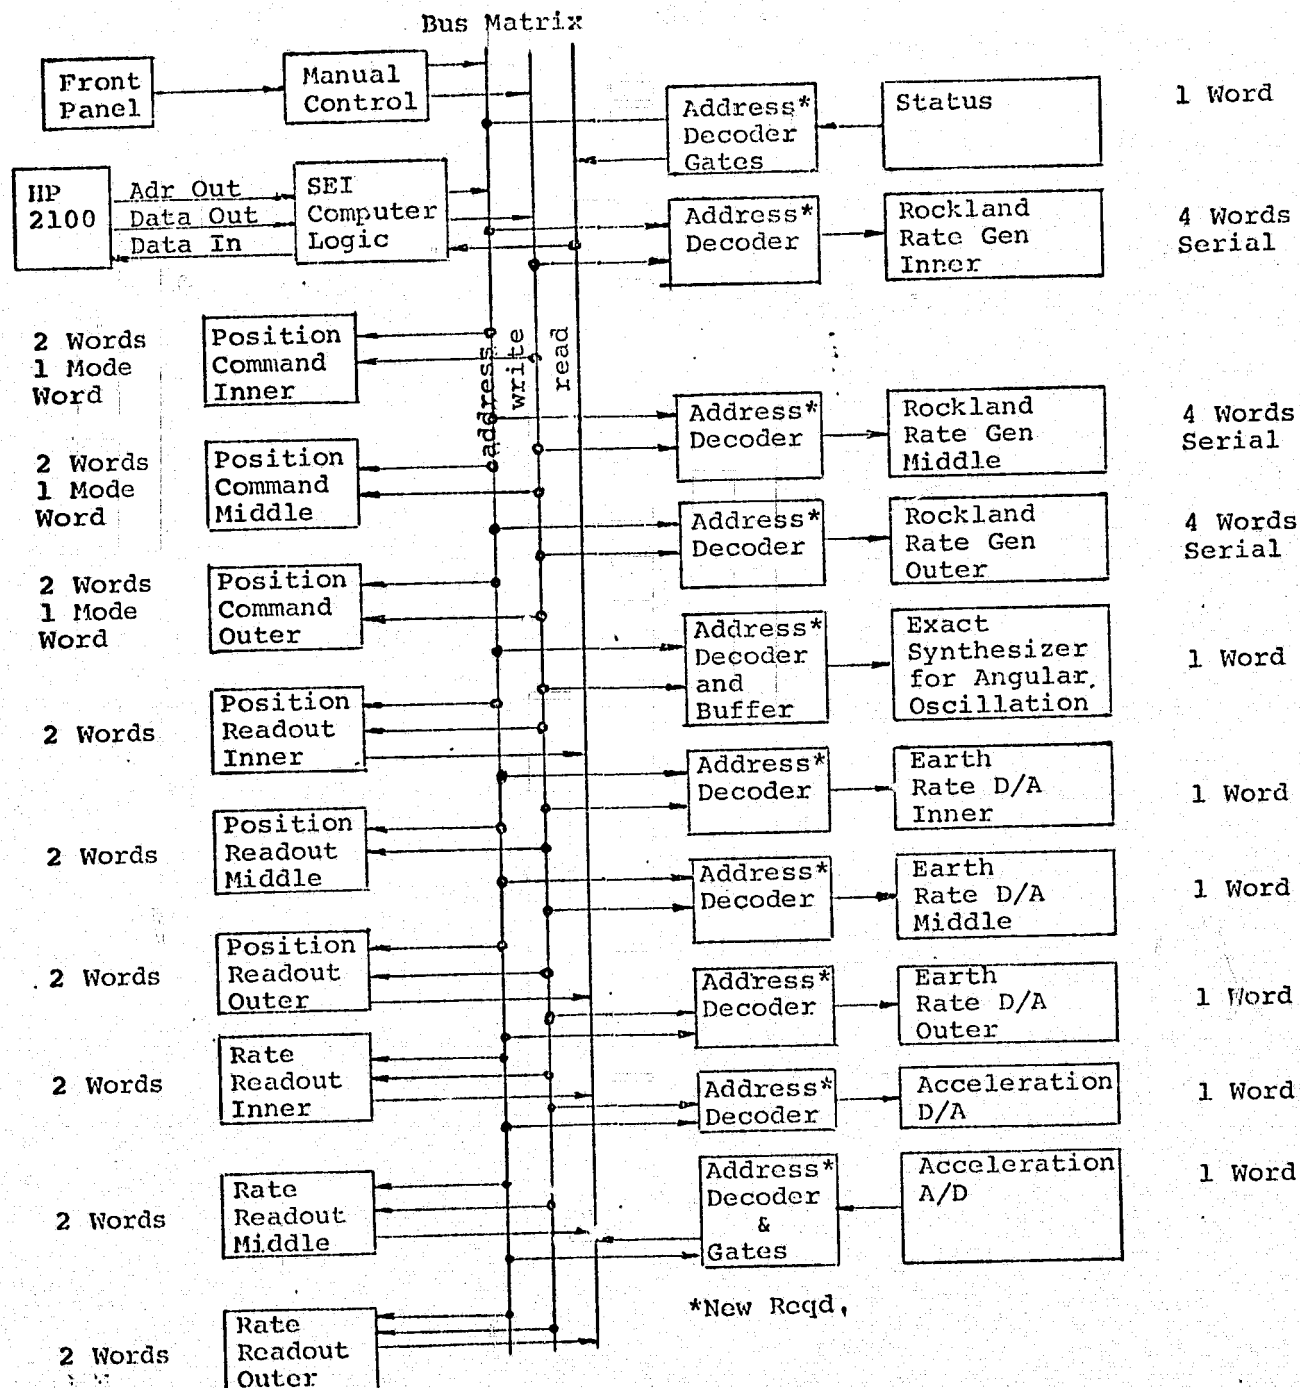 Bus Matrix
Front
Panel
Manual
Control
Address*
Decoder
Gates
Status
1 Word
HP
2100
Adr Out
Data Out
Data In
SEI
Computer
Logic
Address*
Decoder
Rockland
Rate Gen
Inner
4 Words
Serial
2 Words
1 Mode
Word
Position
Command
Inner
address
write
read
Address*
Decoder
Rockland
Rate Gen
Middle
4 Words
Serial
2 Words
1 Mode
Word
Position
Command
Middle
Address*
Decoder
Rockland
Rate Gen
Outer
4 Words
Serial
2 Words
1 Mode
Word
Position
Command
Outer
Address*
Decoder
and
Buffer
Exact
Synthesizer
for Angular
Oscillation
1 Word
2 Words
Position
Readout
Inner
Address*
Decoder
Earth
Rate D/A
Inner
1 Word
2 Words
Position
Readout
Middle
Address*
Decoder
Earth
Rate D/A
Middle
1 Word
2 Words
Position
Readout
Outer
Address*
Decoder
Earth
Rate D/A
Outer
1 Word
2 Words
Rate
Readout
Inner
Address*
Decoder
Acceleration
D/A
1 Word
2 Words
Rate
Readout
Middle
Address*
Decoder
&
Gates
Acceleration
A/D
1 Word
*New Reqd.
2 Words
Rate
Readout
Outer